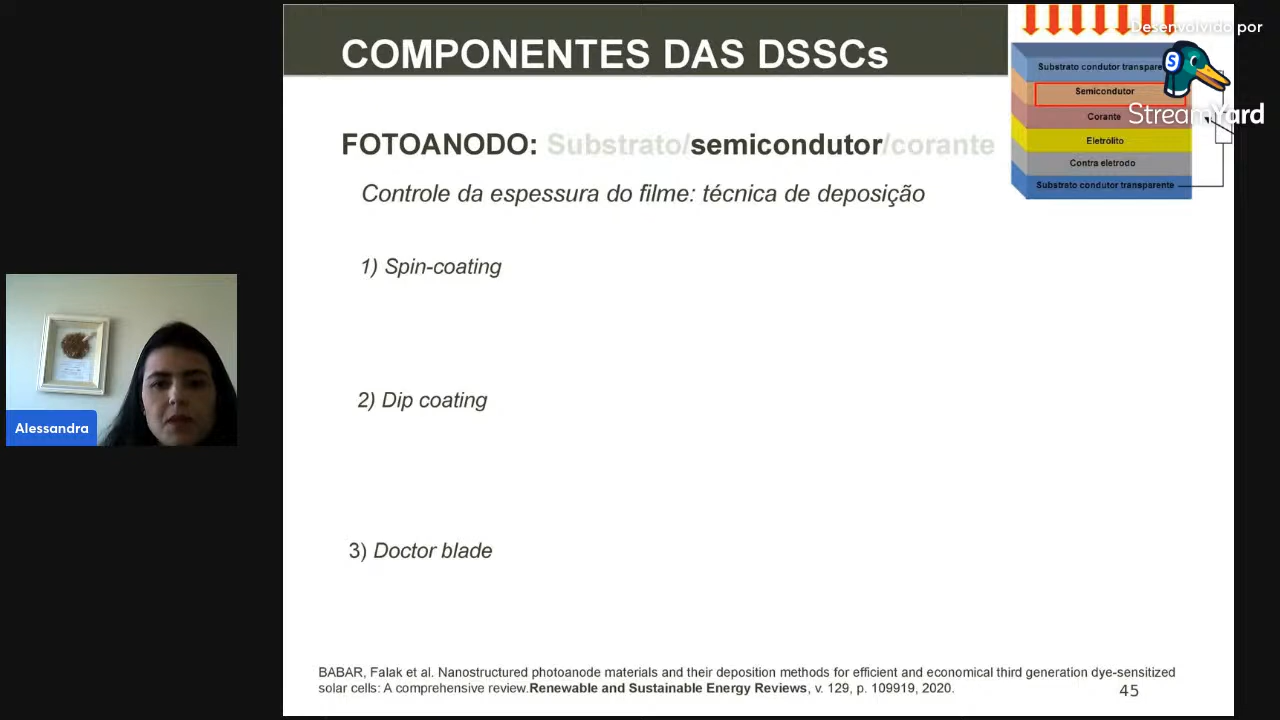 COMPONENTES DAS DSSCs
Desenvolvido por
StreamYard
Substrato condutor transpare
Semicondutor
Corante
Eletrólito
Contra eletrodo
Substrato condutor transparente
FOTOANODO: Substrato/semicondutor/corante
Controle da espessura do filme: técnica de deposição
1) Spin-coating
2) Dip coating
3) Doctor blade
Alessandra
BABAR, Falak et al. Nanostructured photoanode materials and their deposition methods for efficient and economical third generation dye-sensitized
solar cells: A comprehensive review.Renewable and Sustainable Energy Reviews, v. 129, p. 109919, 2020.
45